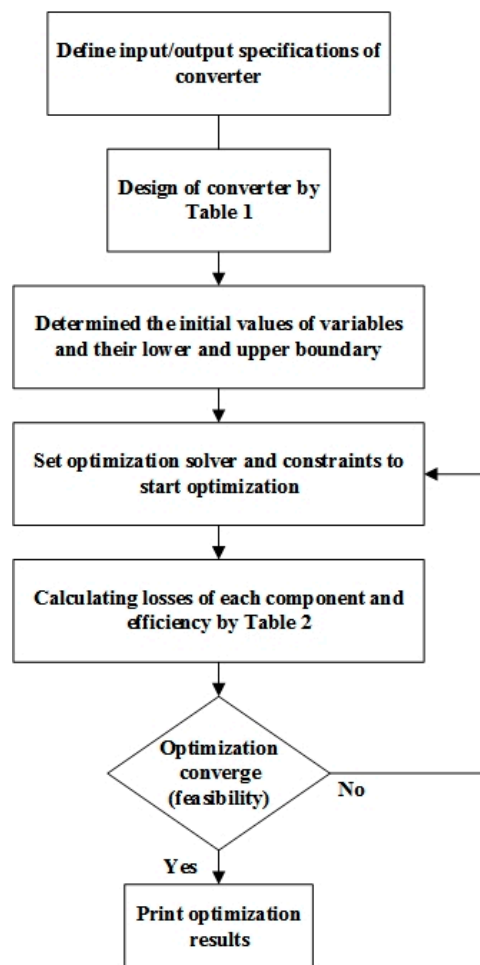 Define input/output specifications of
converter
Design of converter by
Table 1
Determined the initial values of variables
and their lower and upper boundary
Set optimization solver and constraints to
start optimization
Calculating losses of each component and
efficiency by Table 2
Optimization
converge
(feasibility)
No
Yes
Print optimization
results